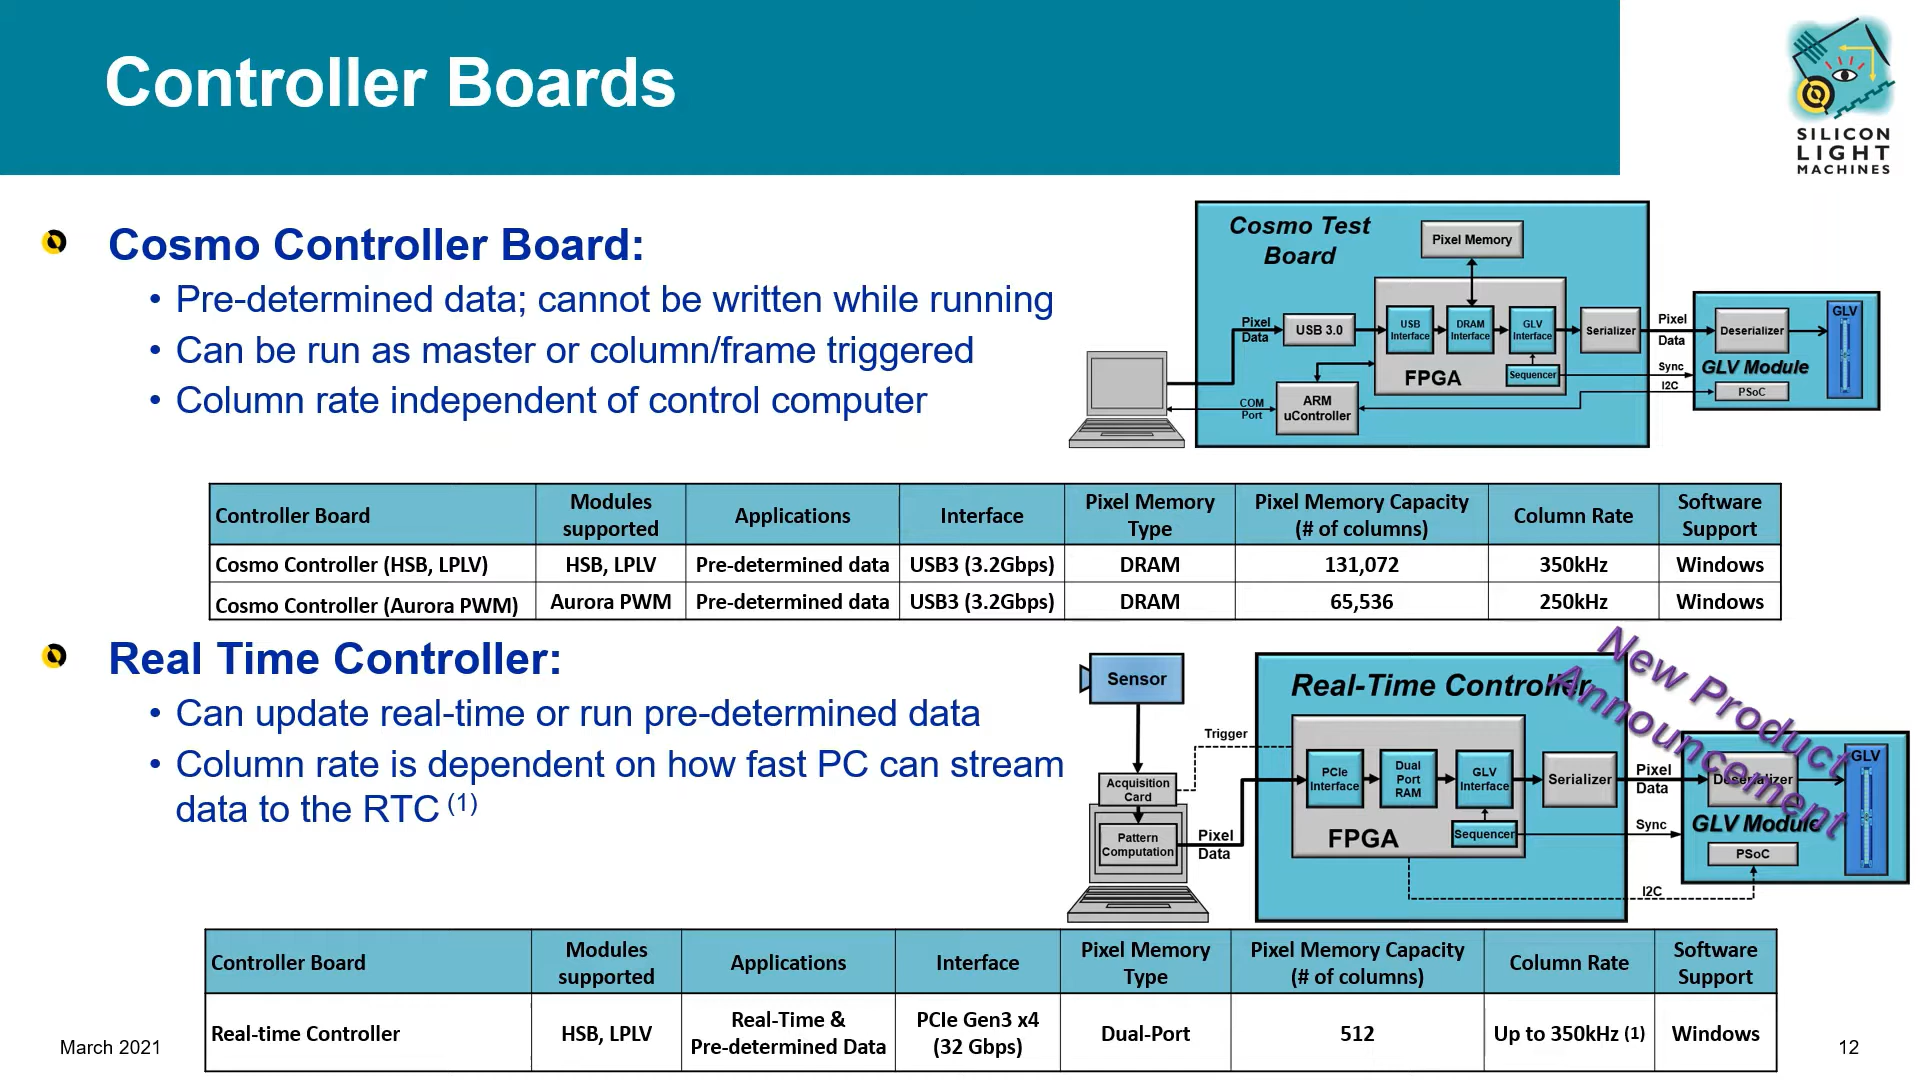 Controller Boards
SILICON
LIGHT
MACHINES
Cosmo Controller Board:
• Pre-determined data; cannot be written while running
• Can be run as master or column/frame triggered
• Column rate independent of control computer
Cosmo Test
Board
Pixel Memory
Pixel
Data
USB 3.0
USB
Interface
DRAM
Interface
GLV
Interface
Serializer
Sequencer
FPGA
COM
Port
ARM
uController
Pixel
Data
Sync
I2C
Deserializer
GLV
GLV Module
PSoC
Controller Board Modules supported Applications Interface Pixel Memory Type Pixel Memory Capacity (# of columns) Column Rate Software Support
Cosmo Controller (HSB, LPLV) HSB, LPLV Pre-determined data USB3 (3.2Gbps) DRAM 131,072 350kHz Windows
Cosmo Controller (Aurora PWM) Aurora PWM Pre-determined data USB3 (3.2Gbps) DRAM 65,536 250kHz Windows
Real Time Controller:
• Can update real-time or run pre-determined data
• Column rate is dependent on how fast PC can stream
data to the RTC (1)
Sensor
Trigger
Acquisition
Card
Pattern
Computation
Pixel
Data
Real-Time Controller
PCIe
Interface
Dual
Port
RAM
GLV
Interface
Serializer
Sequencer
FPGA
Pixel
Data
Sync
I2C
Deserializer
GLV
GLV Module
PSoC
New Product
Announcement
Controller Board Modules supported Applications Interface Pixel Memory Type Pixel Memory Capacity (# of columns) Column Rate Software Support
Real-time Controller HSB, LPLV Real-Time & Pre-determined Data PCIe Gen3 x4 (32 Gbps) Dual-Port 512 Up to 350kHz (1) Windows
March 2021
12